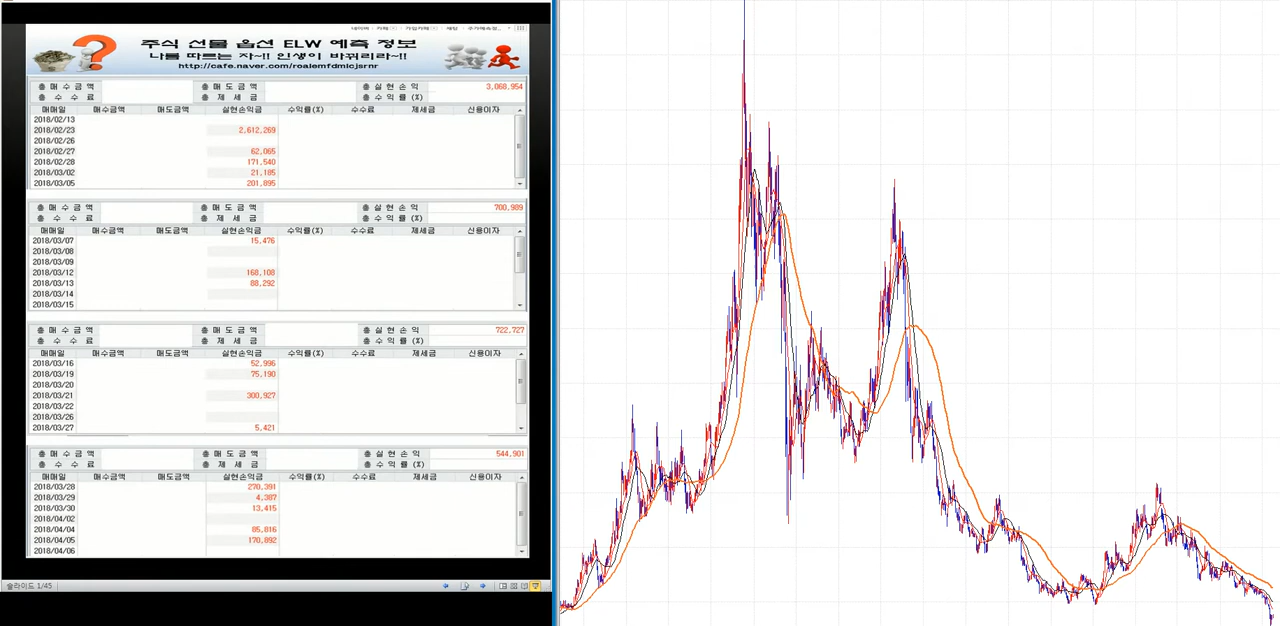 주식 선물 옵션 ELW 예측 정보
나를 따르는 자~!! 인생이 바뀌리라~!!
http://cafe.naver.com/roalemfdmlcjsrnr
총 매 수 금 액 총 매 도 금 액 총 실 현 손 익 3,068,954
총 수 수 료 총 제 세 금 총 수 익 률 (%)
매매일 매수금액 매도금액 실현손익금 수익률(%) 수수료 제세금 신용이자
2018/02/13
2018/02/23 2,612,269
2018/02/26
2018/02/27 62,065
2018/02/28 171,540
2018/03/02 21,185
2018/03/05 201,895
총 매 수 금 액 총 매 도 금 액 총 실 현 손 익 700,989
총 수 수 료 총 제 세 금 총 수 익 률 (%)
매매일 매수금액 매도금액 실현손익금 수익률(%) 수수료 제세금 신용이자
2018/03/07 15,476
2018/03/08
2018/03/09
2018/03/12 168,108
2018/03/13 88,292
2018/03/14
2018/03/15
총 매 수 금 액 총 매 도 금 액 총 실 현 손 익 722,727
총 수 수 료 총 제 세 금 총 수 익 률 (%)
매매일 매수금액 매도금액 실현손익금 수익률(%) 수수료 제세금 신용이자
2018/03/16 52,996
2018/03/19 75,190
2018/03/20
2018/03/21 300,927
2018/03/22
2018/03/26
2018/03/27 5,421
총 매 수 금 액 총 매 도 금 액 총 실 현 손 익 544,901
총 수 수 료 총 제 세 금 총 수 익 률 (%)
매매일 매수금액 매도금액 실현손익금 수익률(%) 수수료 제세금 신용이자
2018/03/28 270,391
2018/03/29 4,387
2018/03/30 13,415
2018/04/02
2018/04/04 85,816
2018/04/05 170,892
2018/04/06
슬라이드 1/45